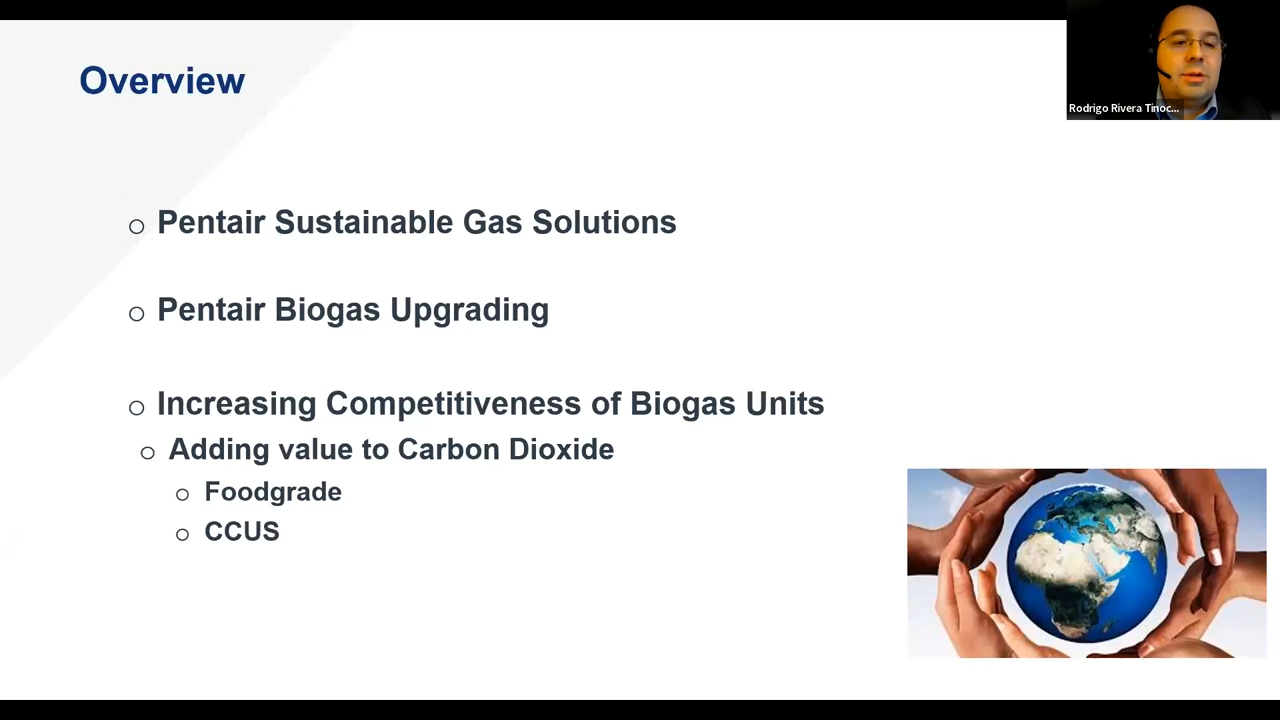 Overview
Rodrigo Rivera Tinoc...
Pentair Sustainable Gas Solutions
Pentair Biogas Upgrading
Increasing Competitiveness of Biogas Units
Adding value to Carbon Dioxide
Foodgrade
CCUS